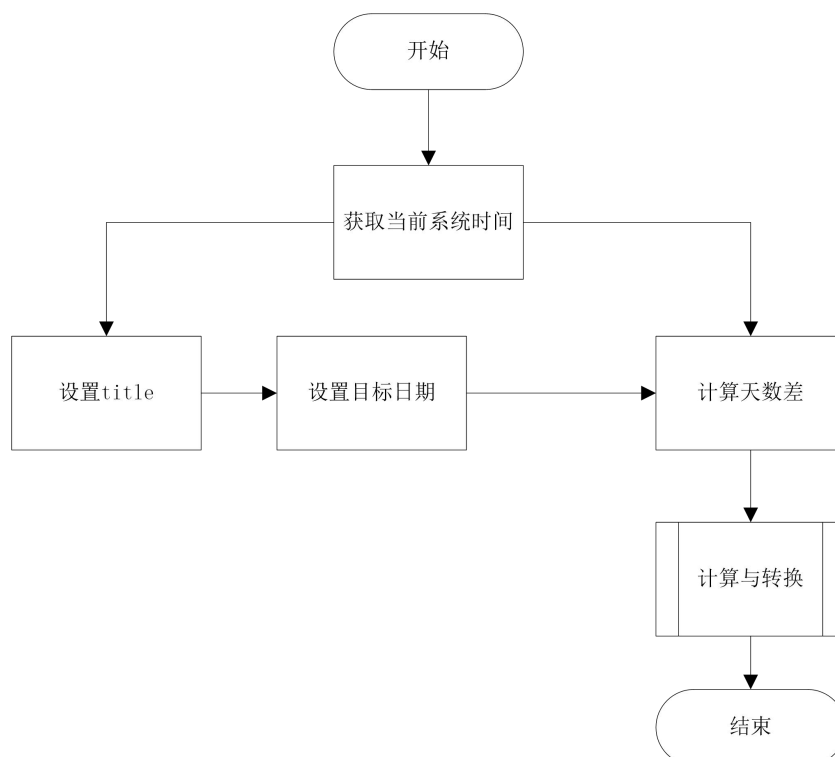 开始
获取当前系统时间
设置title
设置目标日期
计算天数差
计算与转换
结束